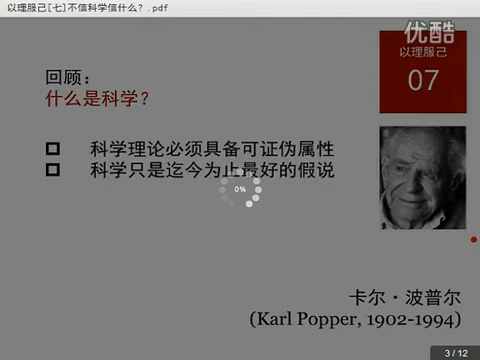 以理服己[七]不信科学信什么？.pdf
优酷
以理服己
07
回顾：
什么是科学？
科学理论必须具备可证伪属性
科学只是迄今为止最好的假说
0%
卡尔·波普尔
(Karl Popper, 1902-1994)
3 / 12